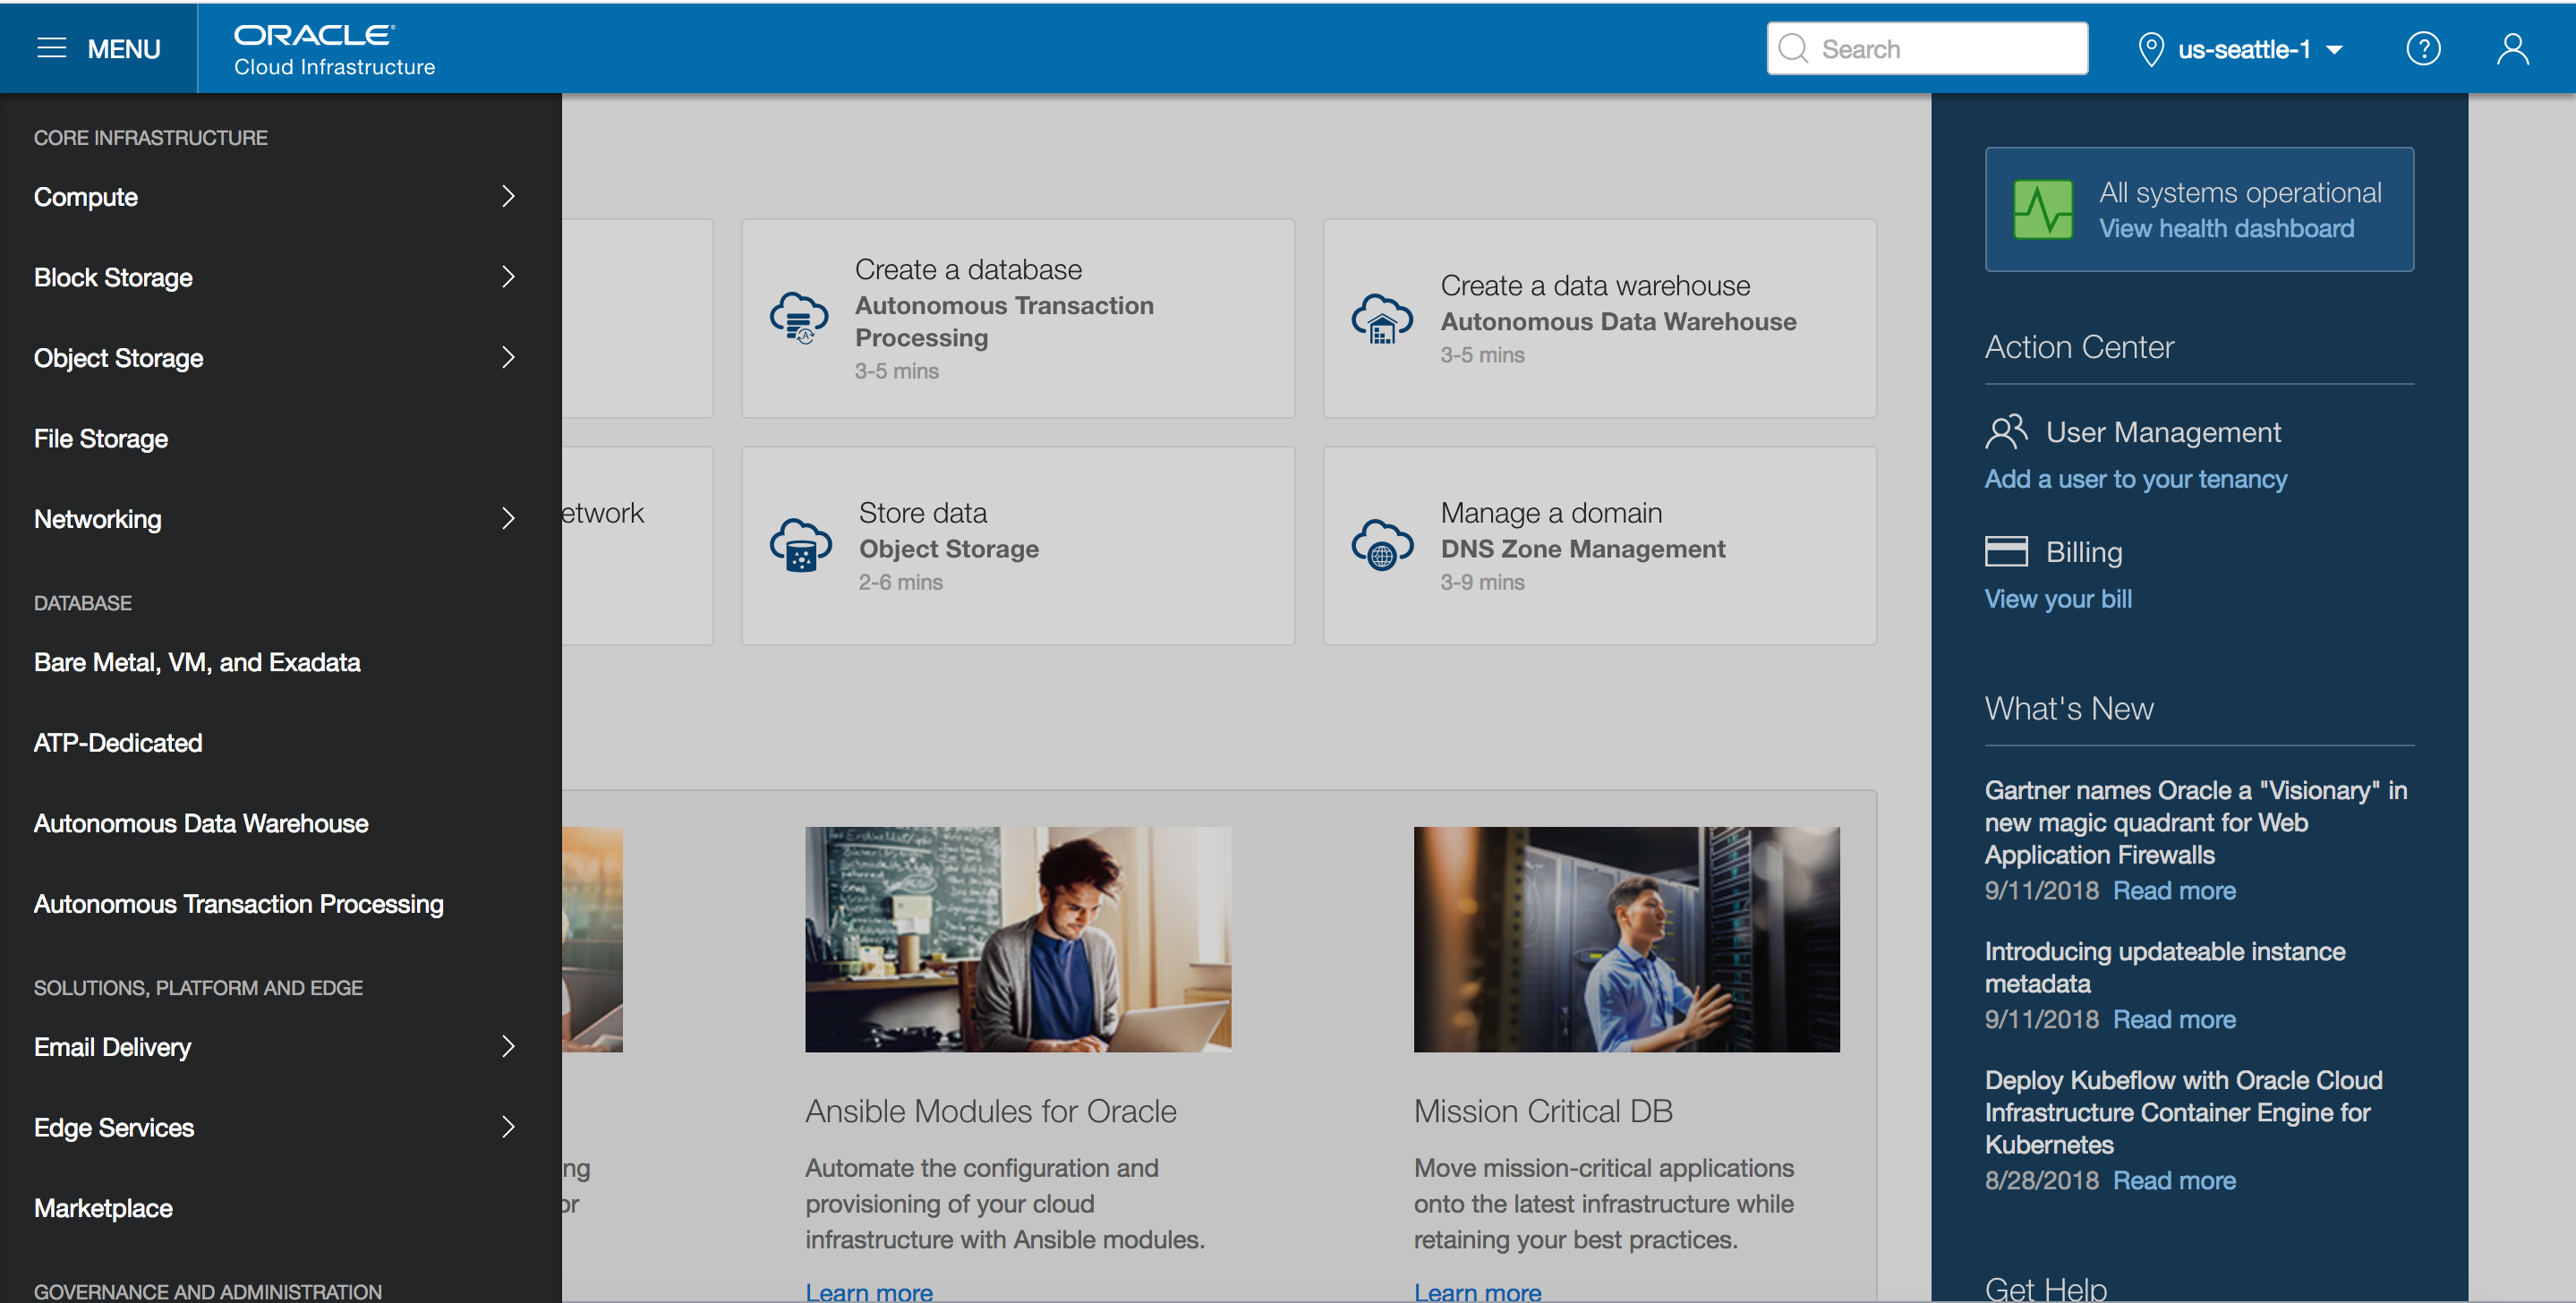 MENU
ORACLE
Cloud Infrastructure
Search
us-seattle-1
CORE INFRASTRUCTURE
Compute
Block Storage
Object Storage
File Storage
Networking
DATABASE
Bare Metal, VM, and Exadata
ATP-Dedicated
Autonomous Data Warehouse
Autonomous Transaction Processing
SOLUTIONS, PLATFORM AND EDGE
Email Delivery
Edge Services
Marketplace
GOVERNANCE AND ADMINISTRATION
Create a database
Autonomous Transaction
Processing
3-5 mins
Create a data warehouse
Autonomous Data Warehouse
3-5 mins
etwork
Store data
Object Storage
2-6 mins
Manage a domain
DNS Zone Management
3-9 mins
ng
or
Ansible Modules for Oracle
Automate the configuration and
provisioning of your cloud
infrastructure with Ansible modules.
Learn more
Mission Critical DB
Move mission-critical applications
onto the latest infrastructure while
retaining your best practices.
Learn more
All systems operational
View health dashboard
Action Center
User Management
Add a user to your tenancy
Billing
View your bill
What's New
Gartner names Oracle a "Visionary" in
new magic quadrant for Web
Application Firewalls
9/11/2018 Read more
Introducing updateable instance
metadata
9/11/2018 Read more
Deploy Kubeflow with Oracle Cloud
Infrastructure Container Engine for
Kubernetes
8/28/2018 Read more
Get Help